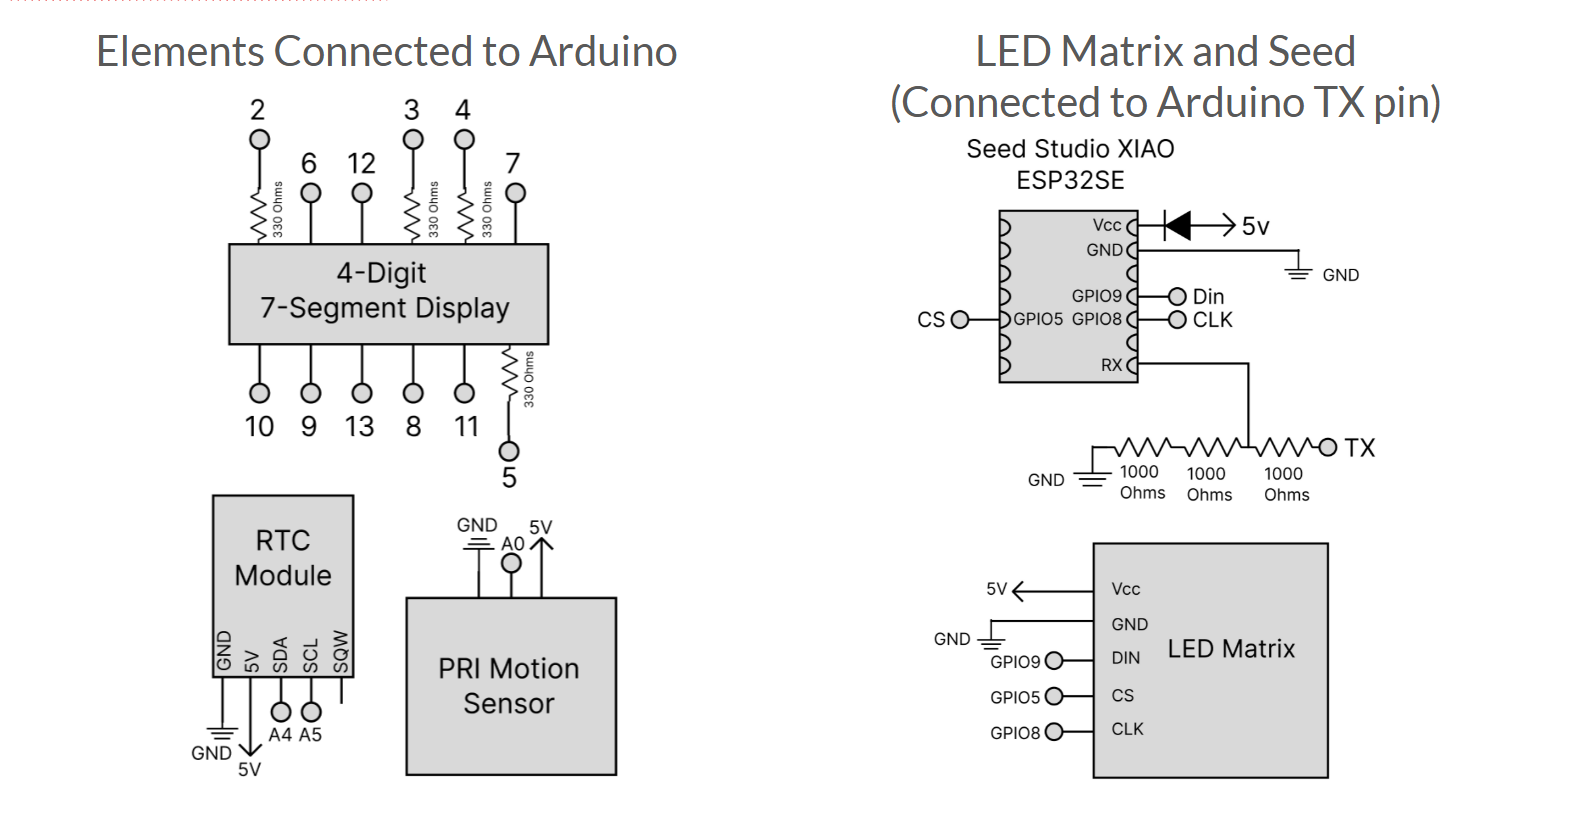 Elements Connected to Arduino
2
3
4
6
12
7
330 Ohms
330 Ohms
330 Ohms
4-Digit
7-Segment Display
330 Ohms
10
9
13
8
11
5
RTC
Module
GND
5V
SDA
SCL
SQW
GND
5V
A4
A5
GND
A0
5V
PRI Motion
Sensor
LED Matrix and Seed
(Connected to Arduino TX pin)
Seed Studio XIAO
ESP32SE
Vcc
5v
GND
GND
GPIO9
Din
CS
GPIO5
GPIO8
CLK
RX
TX
GND
1000
Ohms
1000
Ohms
1000
Ohms
5V
Vcc
GND
GND
LED Matrix
GPIO9
DIN
GPIO5
CS
GPIO8
CLK